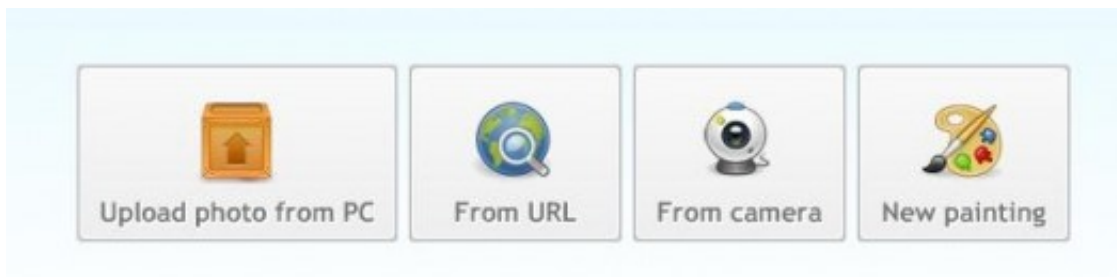 Upload photo from PC
From URL
From camera
New painting